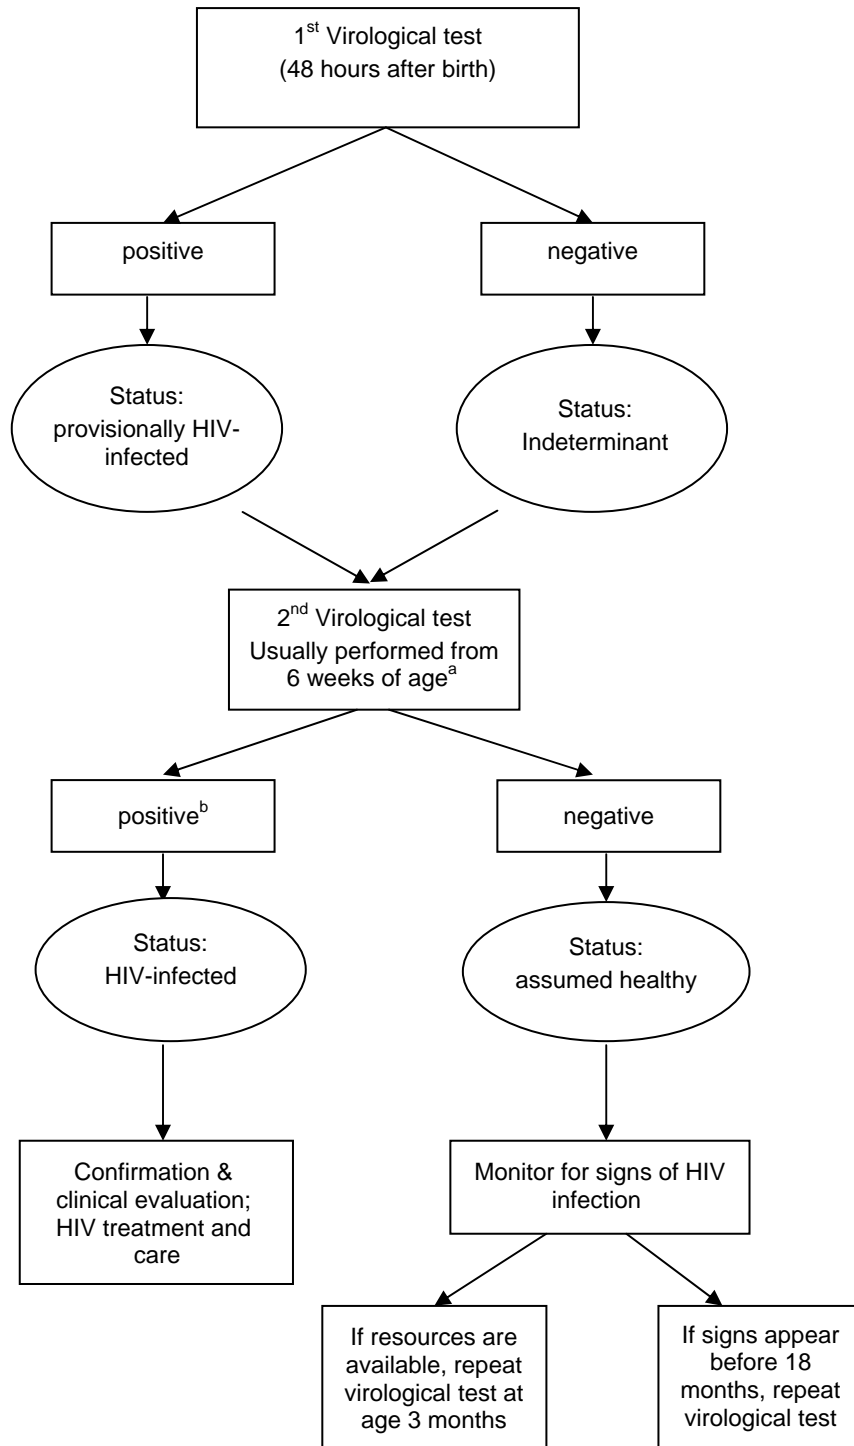 1st Virological test
(48 hours after birth)
positive
negative
Status:
provisionally HIV-
infected
Status:
Indeterminant
2nd Virological test
Usually performed from
6 weeks of agea
positiveb
negative
Status:
HIV-infected
Status:
assumed healthy
Confirmation &
clinical evaluation;
HIV treatment and
care
Monitor for signs of HIV
infection
If resources are
available, repeat
virological test at
age 3 months
If signs appear
before 18
months, repeat
virological test